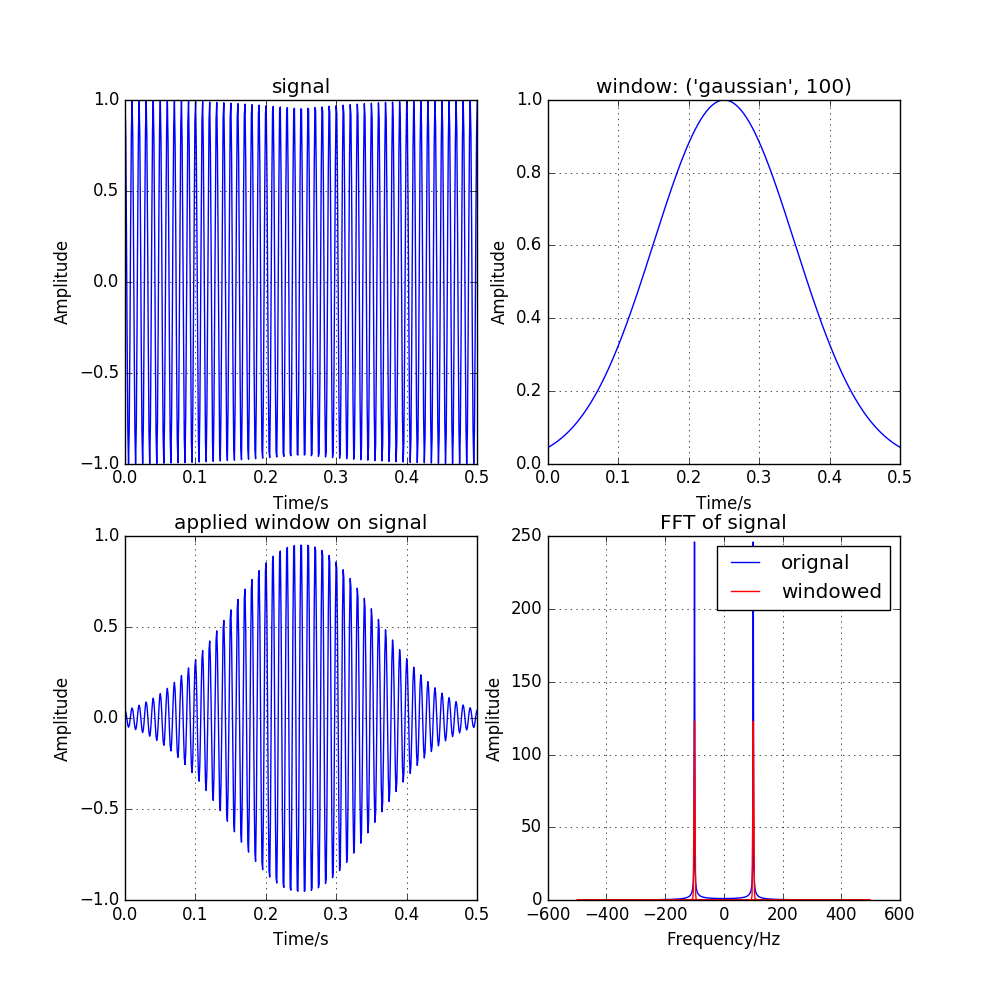 signal
1.0
0.5
0.0
−0.5
−1.0
Amplitude
0.0 0.1 0.2 0.3 0.4 0.5
Time/s
window: ('gaussian', 100)
1.0
0.8
0.6
0.4
0.2
0.0
Amplitude
0.0 0.1 0.2 0.3 0.4 0.5
Time/s
applied window on signal
1.0
0.5
0.0
−0.5
−1.0
Amplitude
0.0 0.1 0.2 0.3 0.4 0.5
Time/s
FFT of signal
250
200
150
100
50
0
Amplitude
orignal
windowed
−600 −400 −200 0 200 400 600
Frequency/Hz